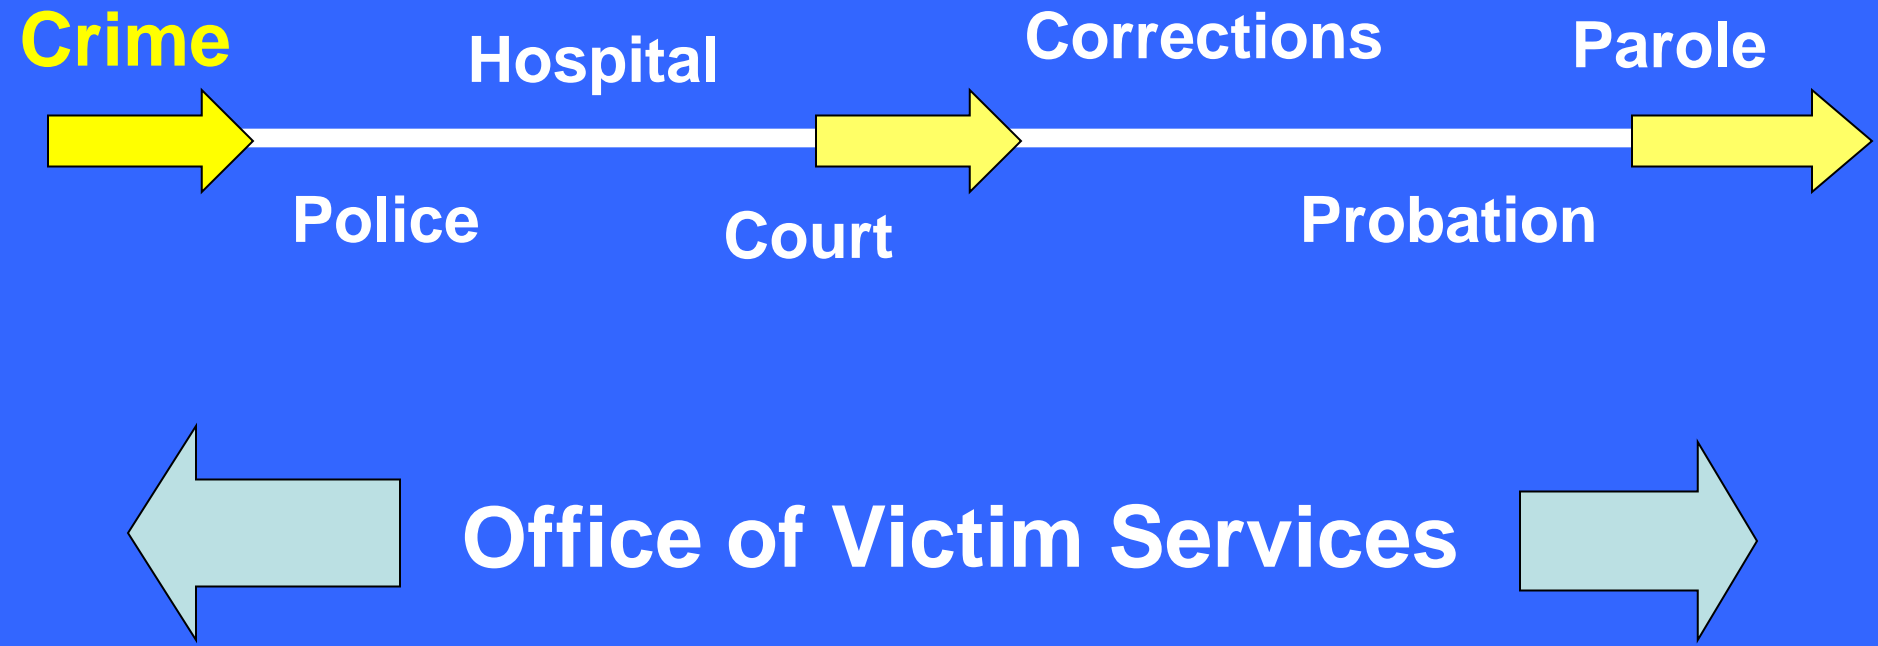 Crime
Hospital
Corrections
Parole
Police
Court
Probation
Office of Victim Services